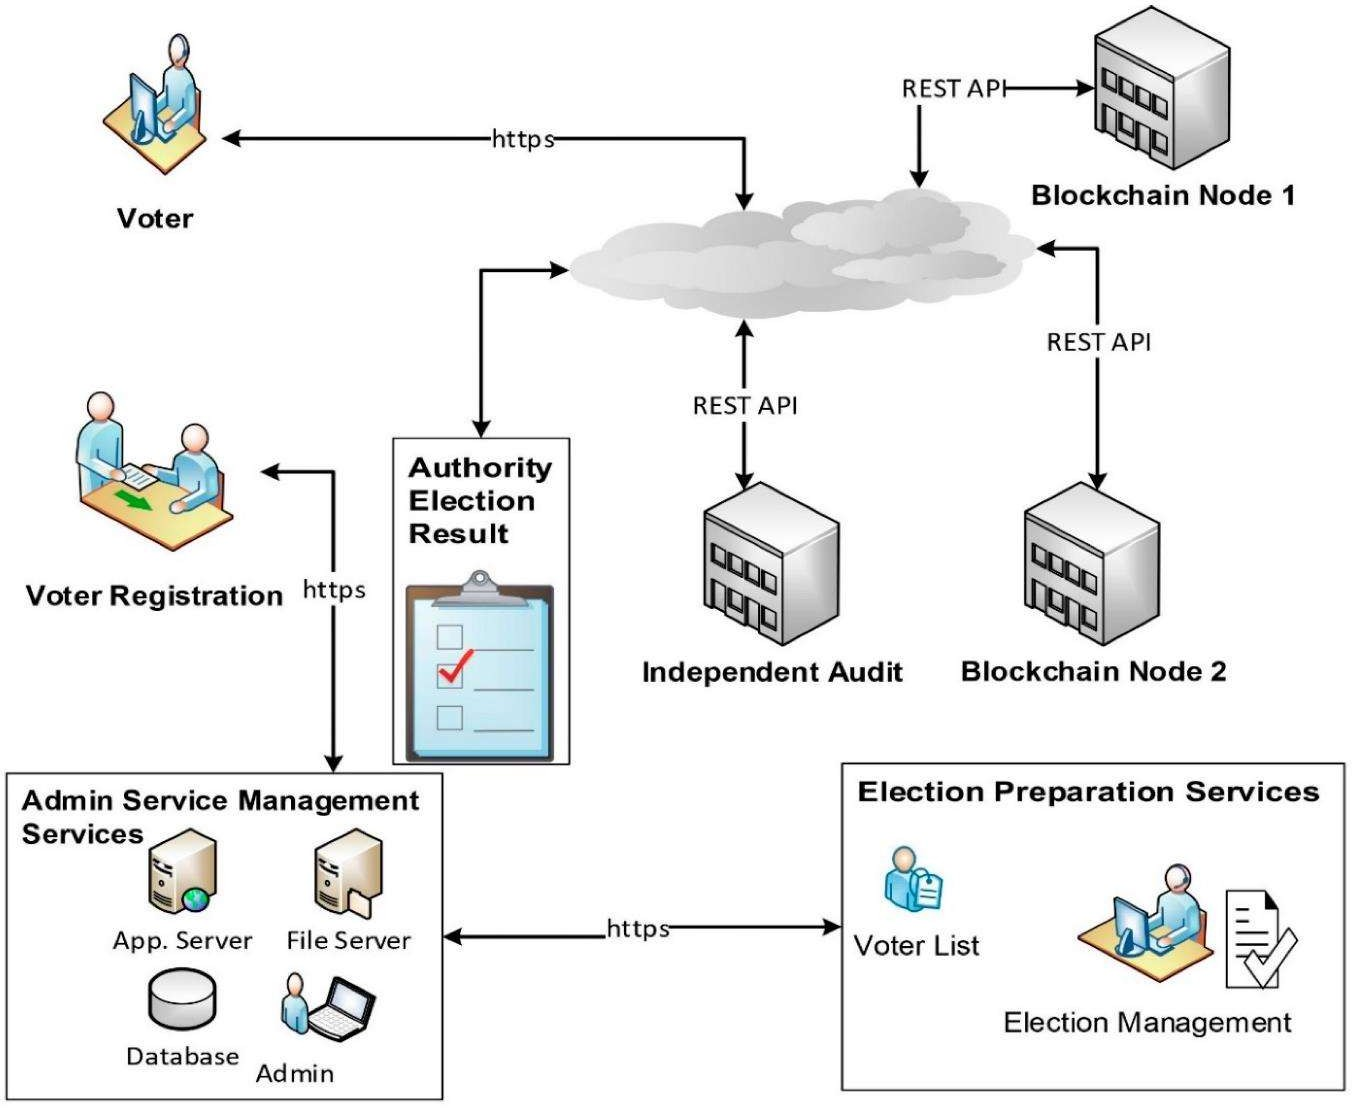 REST API
https
Blockchain Node 1
Voter
REST API
REST API
Authority
Election
Result
Voter Registration
https
Independent Audit
Blockchain Node 2
Admin Service Management
Services
App. Server
File Server
Database
Admin
https
Election Preparation Services
Voter List
Election Management